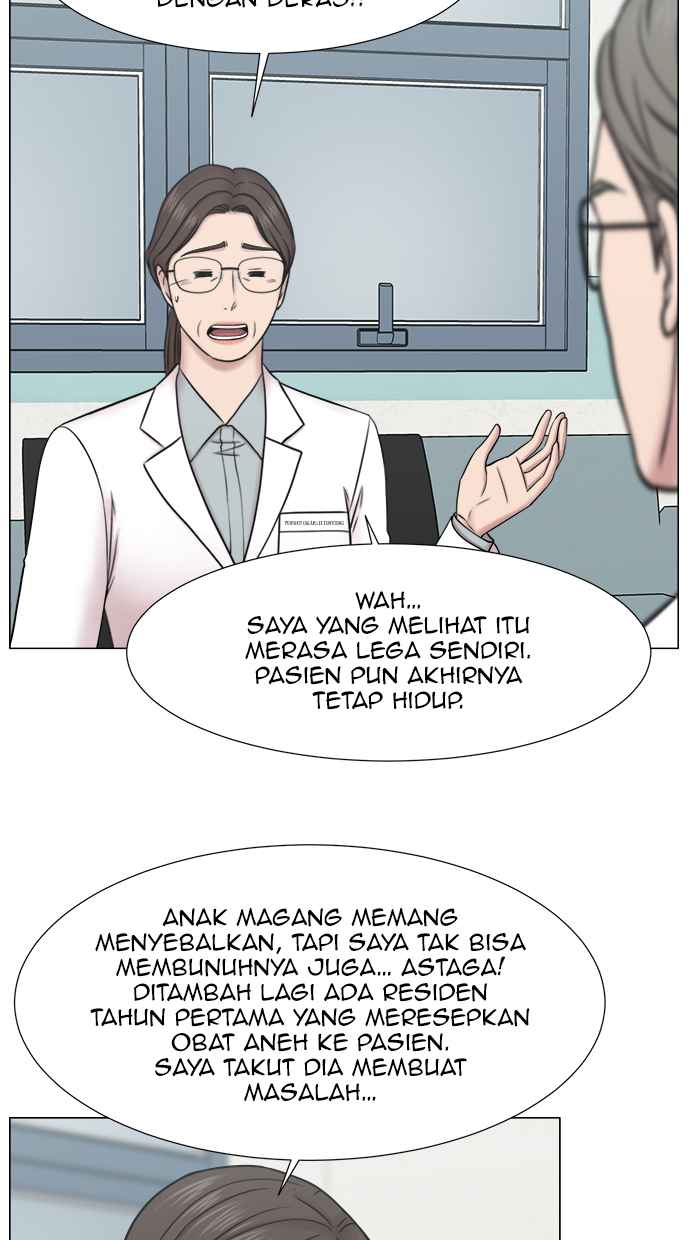 DENGAN DERAS!!
WAH...
SAYA YANG MELIHAT ITU
MERASA LEGA SENDIRI.
PASIEN PUN AKHIRNYA
TETAP HIDUP.
ANAK MAGANG MEMANG
MENYEBALKAN, TAPI SAYA TAK BISA
MEMBUNUHNYA JUGA... ASTAGA!
DITAMBAH LAGI ADA RESIDEN
TAHUN PERTAMA YANG MERESEPKAN
OBAT ANEH KE PASIEN.
SAYA TAKUT DIA MEMBUAT
MASALAH...